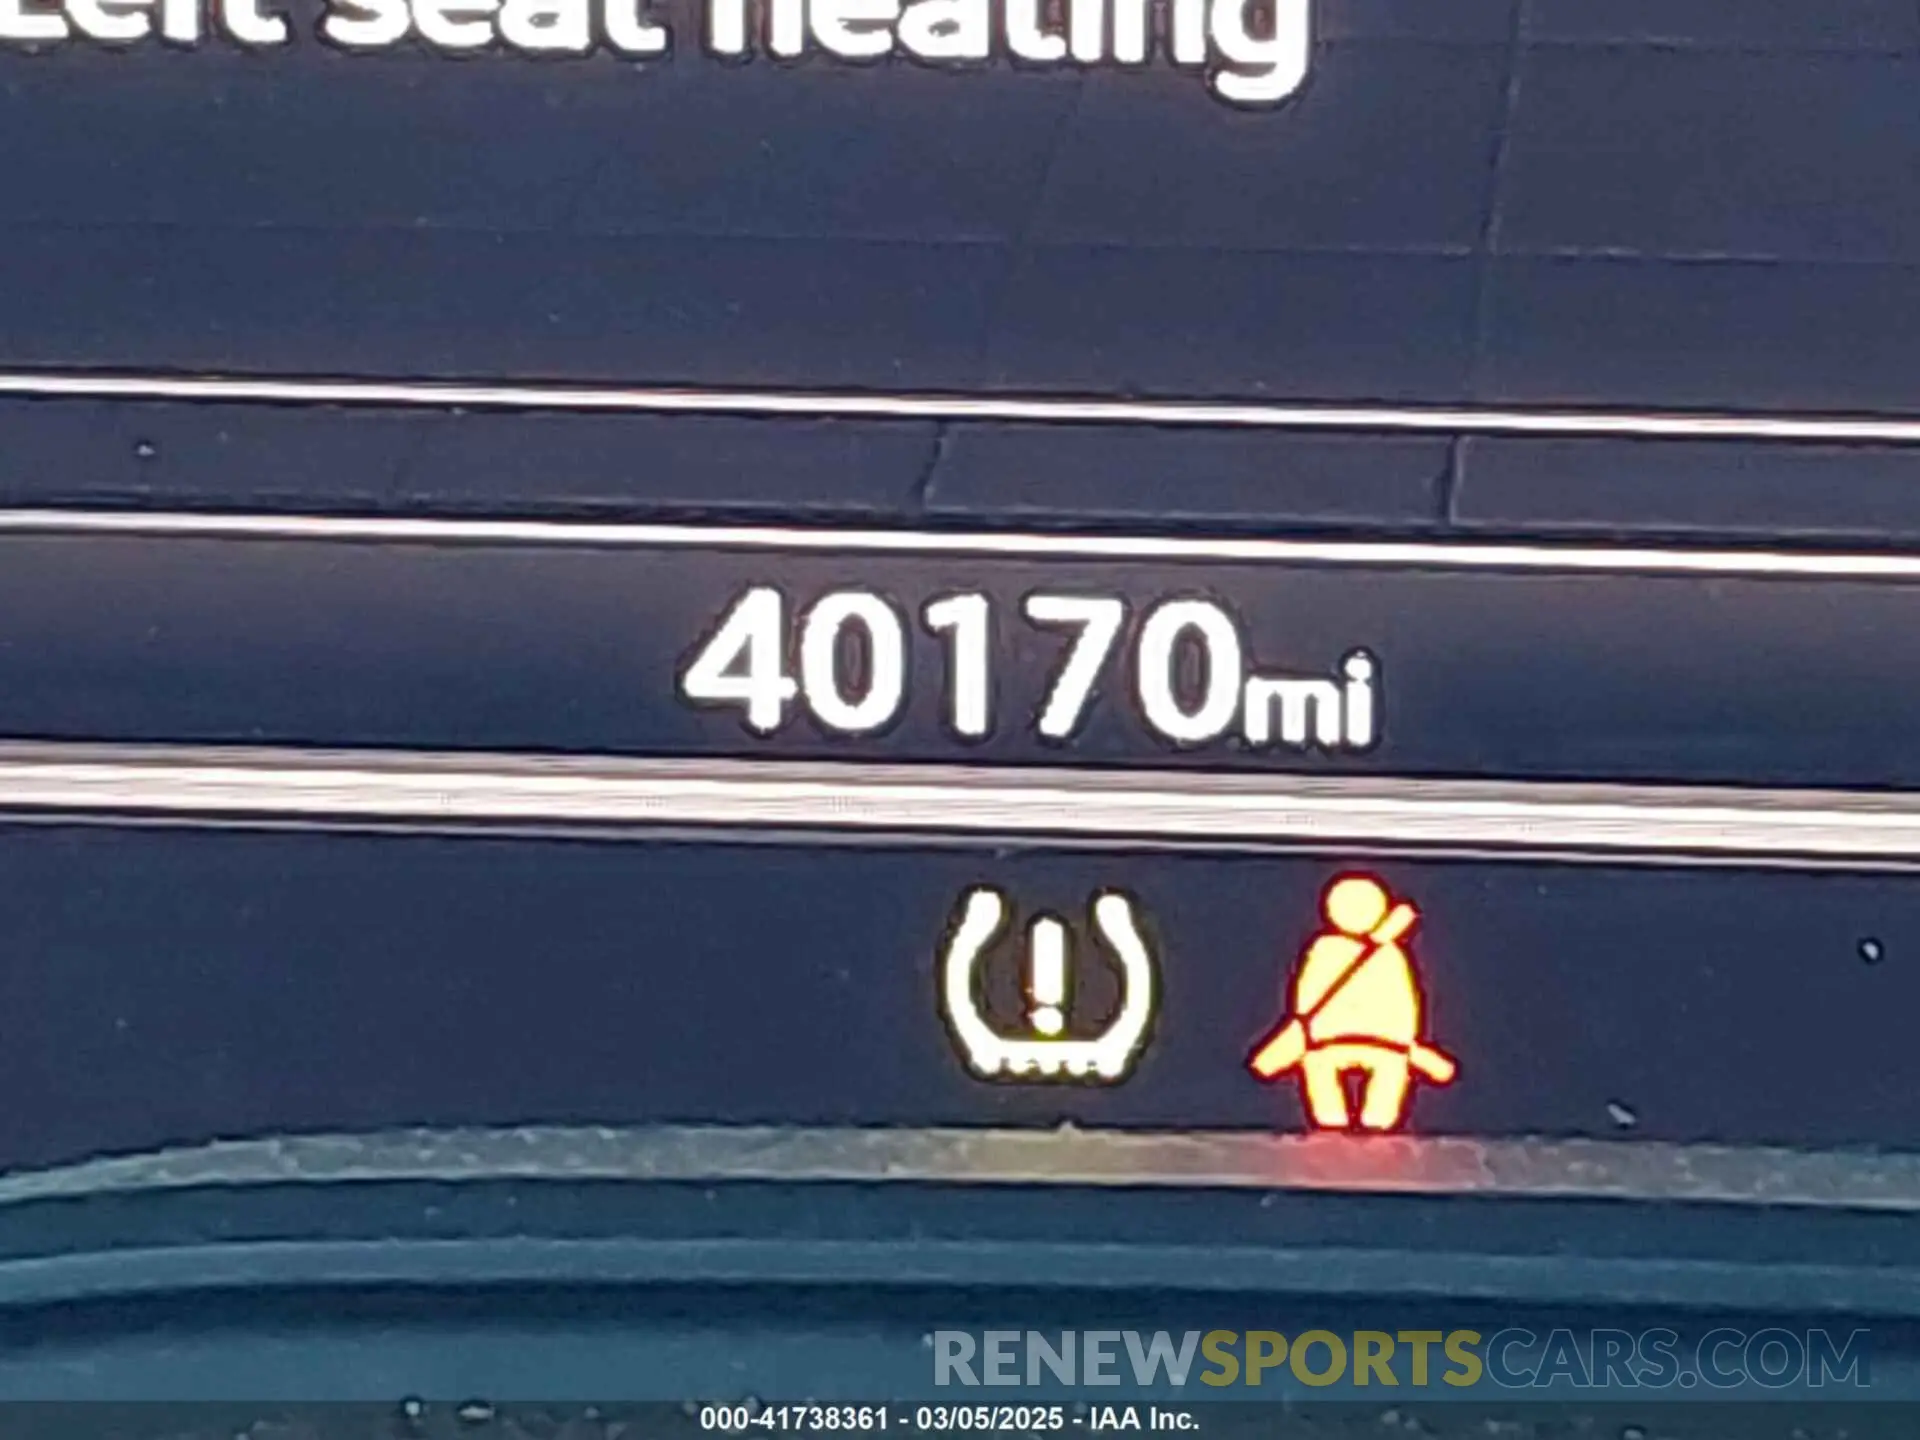 Left seat heating
40170mi
RENEWSPORTSCARS.COM
000-41738361 - 03/05/2025 - IAA Inc.